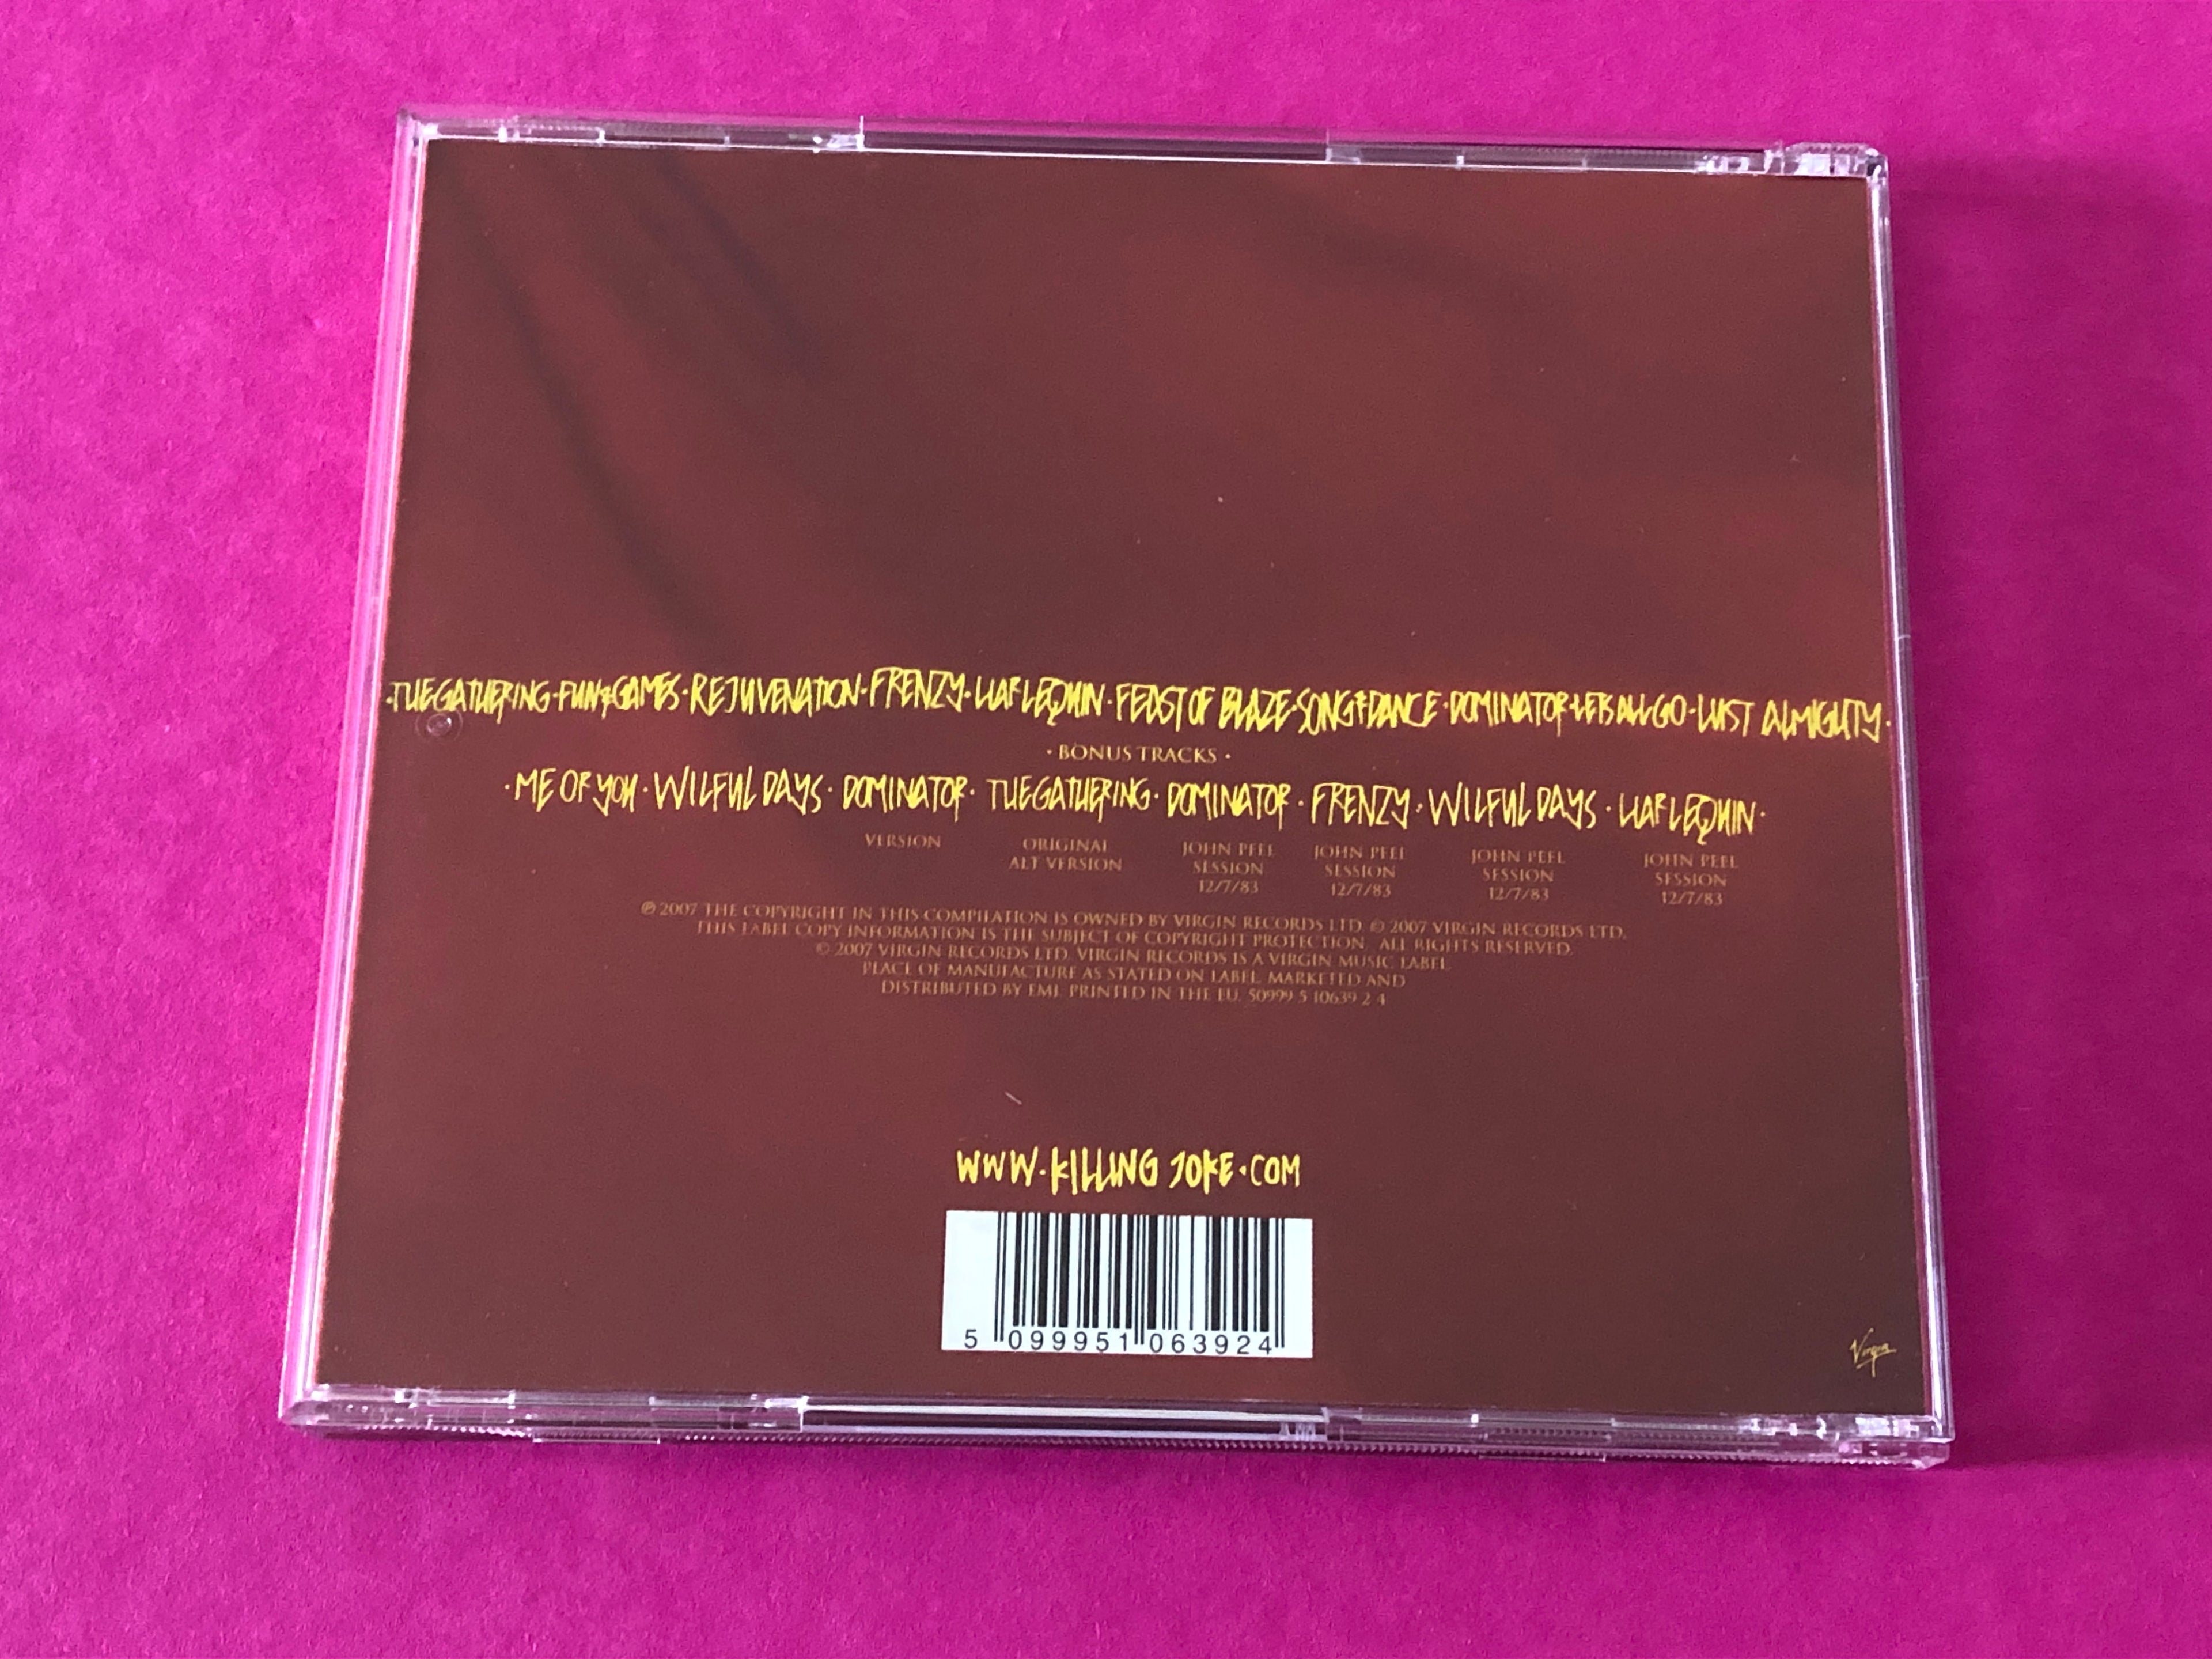 ·THE GATHERING·FUN & GAMES·REJUVENATION·FRENZY·HARLEQUIN·FEAST OF BLAZE·SONG & DANCE·DOMINATOR·LETS ALL GO·LUST ALMIGHTY·
· BONUS TRACKS ·
·ME OR YOU·WILFUL DAYS·DOMINATOR·THE GATHERING·DOMINATOR·FRENZY·WILFUL DAYS·HARLEQUIN·
VERSION
ORIGINAL
ALT VERSION
JOHN PEEL
SESSION
12/7/83
JOHN PEEL
SESSION
12/7/83
JOHN PEEL
SESSION
12/7/83
JOHN PEEL
SESSION
12/7/83
℗ 2007 THE COPYRIGHT IN THIS COMPILATION IS OWNED BY VIRGIN RECORDS LTD. © 2007 VIRGIN RECORDS LTD.
THIS LABEL COPY INFORMATION IS THE SUBJECT OF COPYRIGHT PROTECTION. ALL RIGHTS RESERVED.
© 2007 VIRGIN RECORDS LTD. VIRGIN RECORDS IS A VIRGIN MUSIC LABEL.
PLACE OF MANUFACTURE AS STATED ON LABEL. MARKETED AND
DISTRIBUTED BY EMI. PRINTED IN THE EU. 50999 5 10639 2 4
WWW·KILLING JOKE·COM
5 099951 063924
Virgin